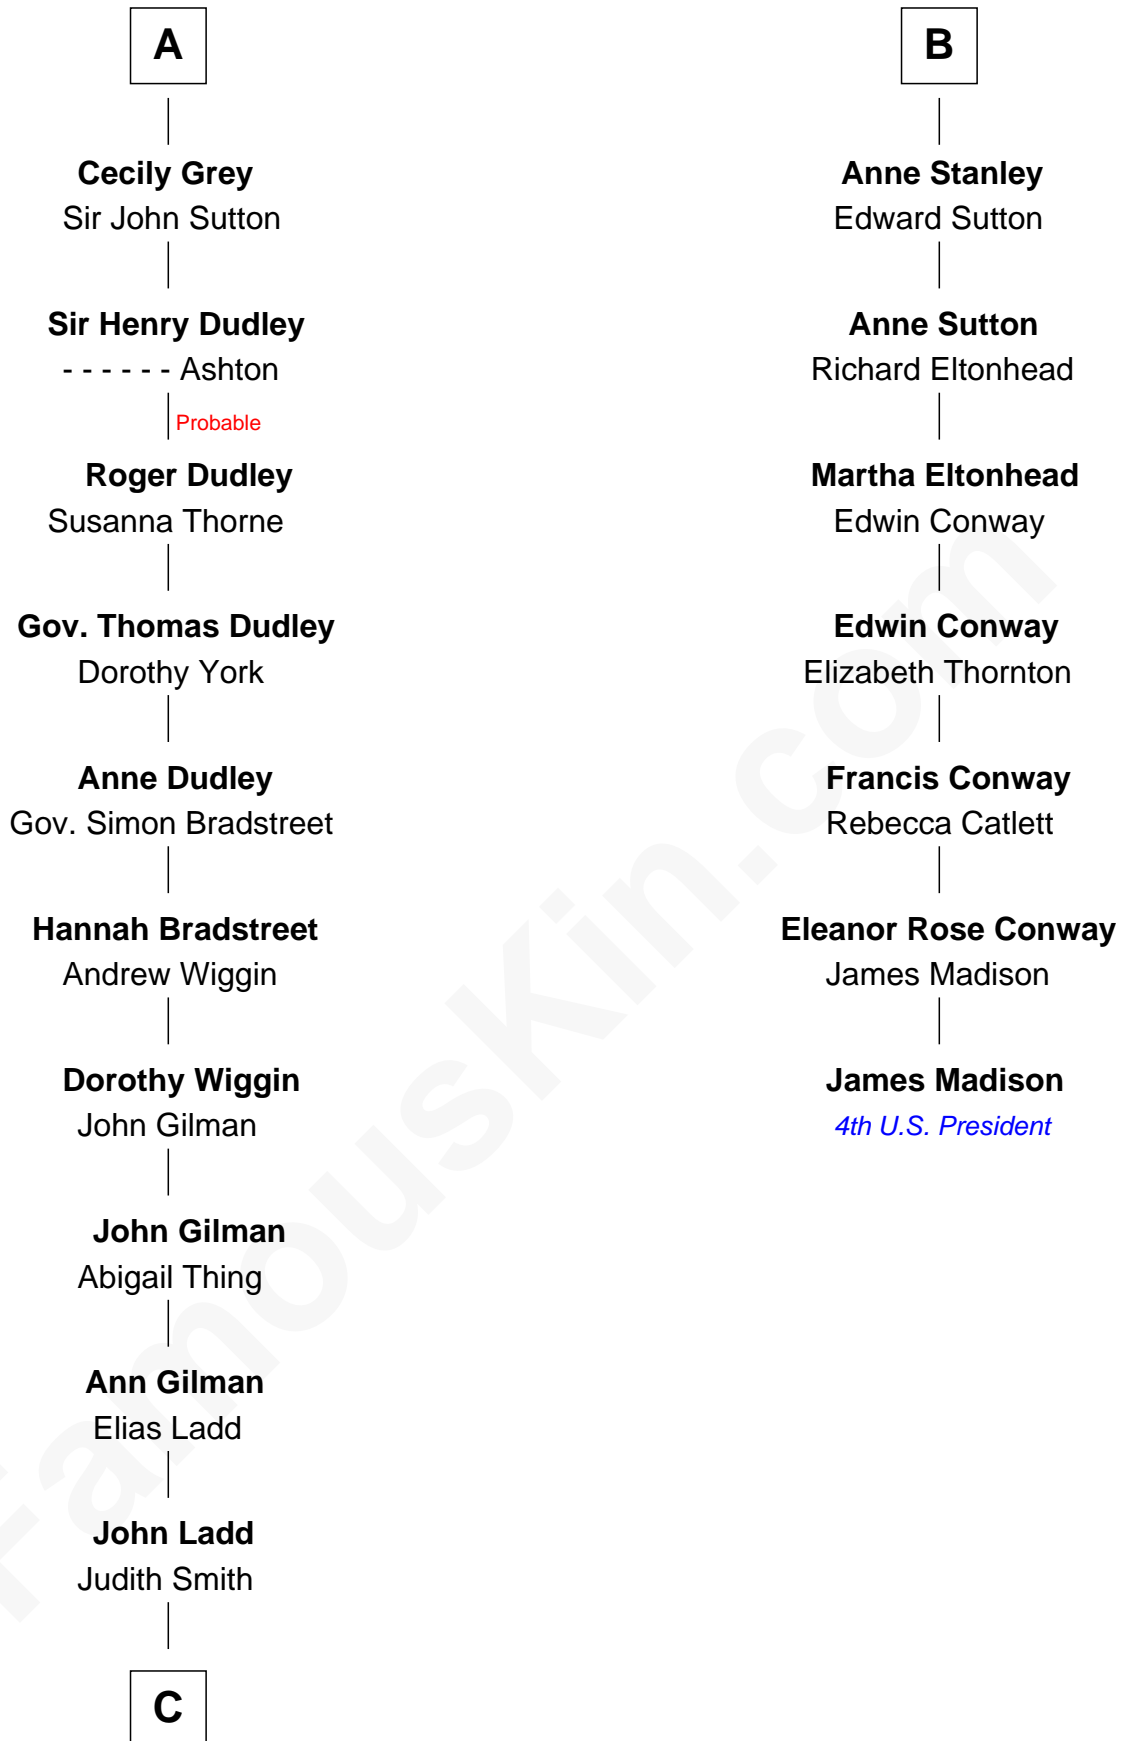 A
Cecily Grey
Sir John Sutton
Sir Henry Dudley
- - - - - - Ashton
Probable
Roger Dudley
Susanna Thorne
Gov. Thomas Dudley
Dorothy York
Anne Dudley
Gov. Simon Bradstreet
Hannah Bradstreet
Andrew Wiggin
Dorothy Wiggin
John Gilman
John Gilman
Abigail Thing
Ann Gilman
Elias Ladd
John Ladd
Judith Smith
C
B
Anne Stanley
Edward Sutton
Anne Sutton
Richard Eltonhead
Martha Eltonhead
Edwin Conway
Edwin Conway
Elizabeth Thornton
Francis Conway
Rebecca Catlett
Eleanor Rose Conway
James Madison
James Madison
4th U.S. President
FamousKin.com